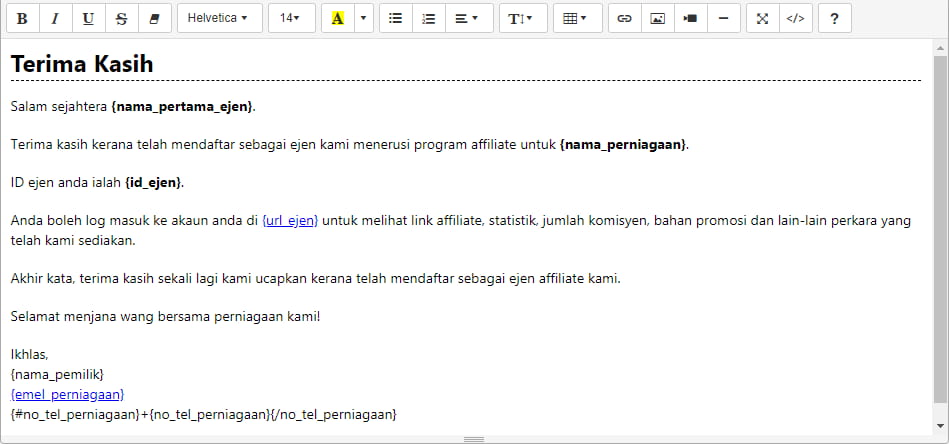 B I U S Helvetica 14 A T </> ?
Terima Kasih
Salam sejahtera {nama_pertama_ejen}.
Terima kasih kerana telah mendaftar sebagai ejen kami menerusi program affiliate untuk {nama_perniagaan}.
ID ejen anda ialah {id_ejen}.
Anda boleh log masuk ke akaun anda di {url_ejen} untuk melihat link affiliate, statistik, jumlah komisyen, bahan promosi dan lain-lain perkara yang
telah kami sediakan.
Akhir kata, terima kasih sekali lagi kami ucapkan kerana telah mendaftar sebagai ejen affiliate kami.
Selamat menjana wang bersama perniagaan kami!
Ikhlas,
{nama_pemilik}
{emel_perniagaan}
{#no_tel_perniagaan}+{no_tel_perniagaan}{/no_tel_perniagaan}